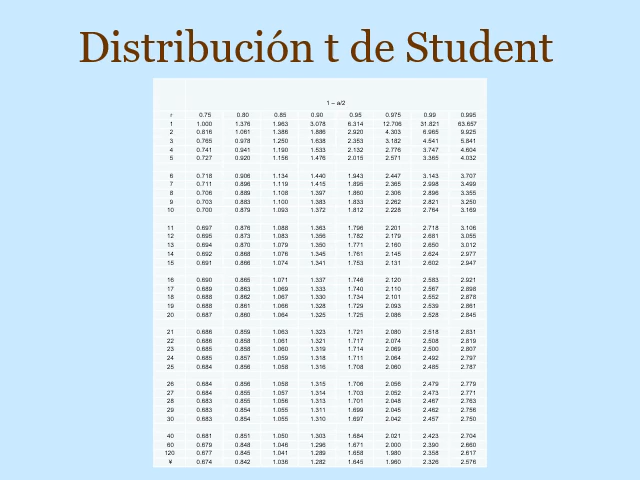 Distribución t de Student
1 – a/2
r 0.75 0.80 0.85 0.90 0.95 0.975 0.99 0.995
1 1.000 1.376 1.963 3.078 6.314 12.706 31.821 63.657
2 0.816 1.061 1.386 1.886 2.920 4.303 6.965 9.925
3 0.765 0.978 1.250 1.638 2.353 3.182 4.541 5.841
4 0.741 0.941 1.190 1.533 2.132 2.776 3.747 4.604
5 0.727 0.920 1.156 1.476 2.015 2.571 3.365 4.032
6 0.718 0.906 1.134 1.440 1.943 2.447 3.143 3.707
7 0.711 0.896 1.119 1.415 1.895 2.365 2.998 3.499
8 0.706 0.889 1.108 1.397 1.860 2.306 2.896 3.355
9 0.703 0.883 1.100 1.383 1.833 2.262 2.821 3.250
10 0.700 0.879 1.093 1.372 1.812 2.228 2.764 3.169
11 0.697 0.876 1.088 1.363 1.796 2.201 2.718 3.106
12 0.695 0.873 1.083 1.356 1.782 2.179 2.681 3.055
13 0.694 0.870 1.079 1.350 1.771 2.160 2.650 3.012
14 0.692 0.868 1.076 1.345 1.761 2.145 2.624 2.977
15 0.691 0.866 1.074 1.341 1.753 2.131 2.602 2.947
16 0.690 0.865 1.071 1.337 1.746 2.120 2.583 2.921
17 0.689 0.863 1.069 1.333 1.740 2.110 2.567 2.898
18 0.688 0.862 1.067 1.330 1.734 2.101 2.552 2.878
19 0.688 0.861 1.066 1.328 1.729 2.093 2.539 2.861
20 0.687 0.860 1.064 1.325 1.725 2.086 2.528 2.845
21 0.686 0.859 1.063 1.323 1.721 2.080 2.518 2.831
22 0.686 0.858 1.061 1.321 1.717 2.074 2.508 2.819
23 0.685 0.858 1.060 1.319 1.714 2.069 2.500 2.807
24 0.685 0.857 1.059 1.318 1.711 2.064 2.492 2.797
25 0.684 0.856 1.058 1.316 1.708 2.060 2.485 2.787
26 0.684 0.856 1.058 1.315 1.706 2.056 2.479 2.779
27 0.684 0.855 1.057 1.314 1.703 2.052 2.473 2.771
28 0.683 0.855 1.056 1.313 1.701 2.048 2.467 2.763
29 0.683 0.854 1.055 1.311 1.699 2.045 2.462 2.756
30 0.683 0.854 1.055 1.310 1.697 2.042 2.457 2.750
40 0.681 0.851 1.050 1.303 1.684 2.021 2.423 2.704
60 0.679 0.848 1.046 1.296 1.671 2.000 2.390 2.660
120 0.677 0.845 1.041 1.289 1.658 1.980 2.358 2.617
¥ 0.674 0.842 1.036 1.282 1.645 1.960 2.326 2.576